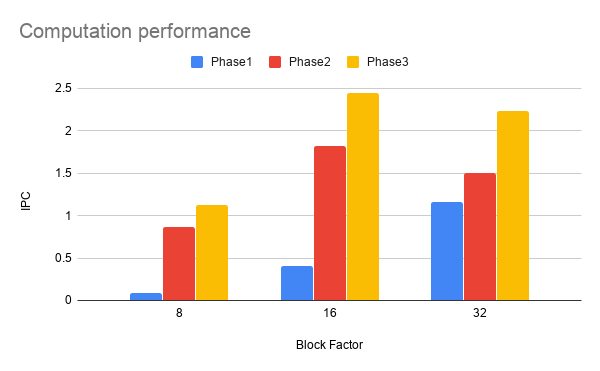 Computation performance
Phase1 Phase2 Phase3
2.5
2
1.5
1
0.5
0
IPC
8 16 32
Block Factor